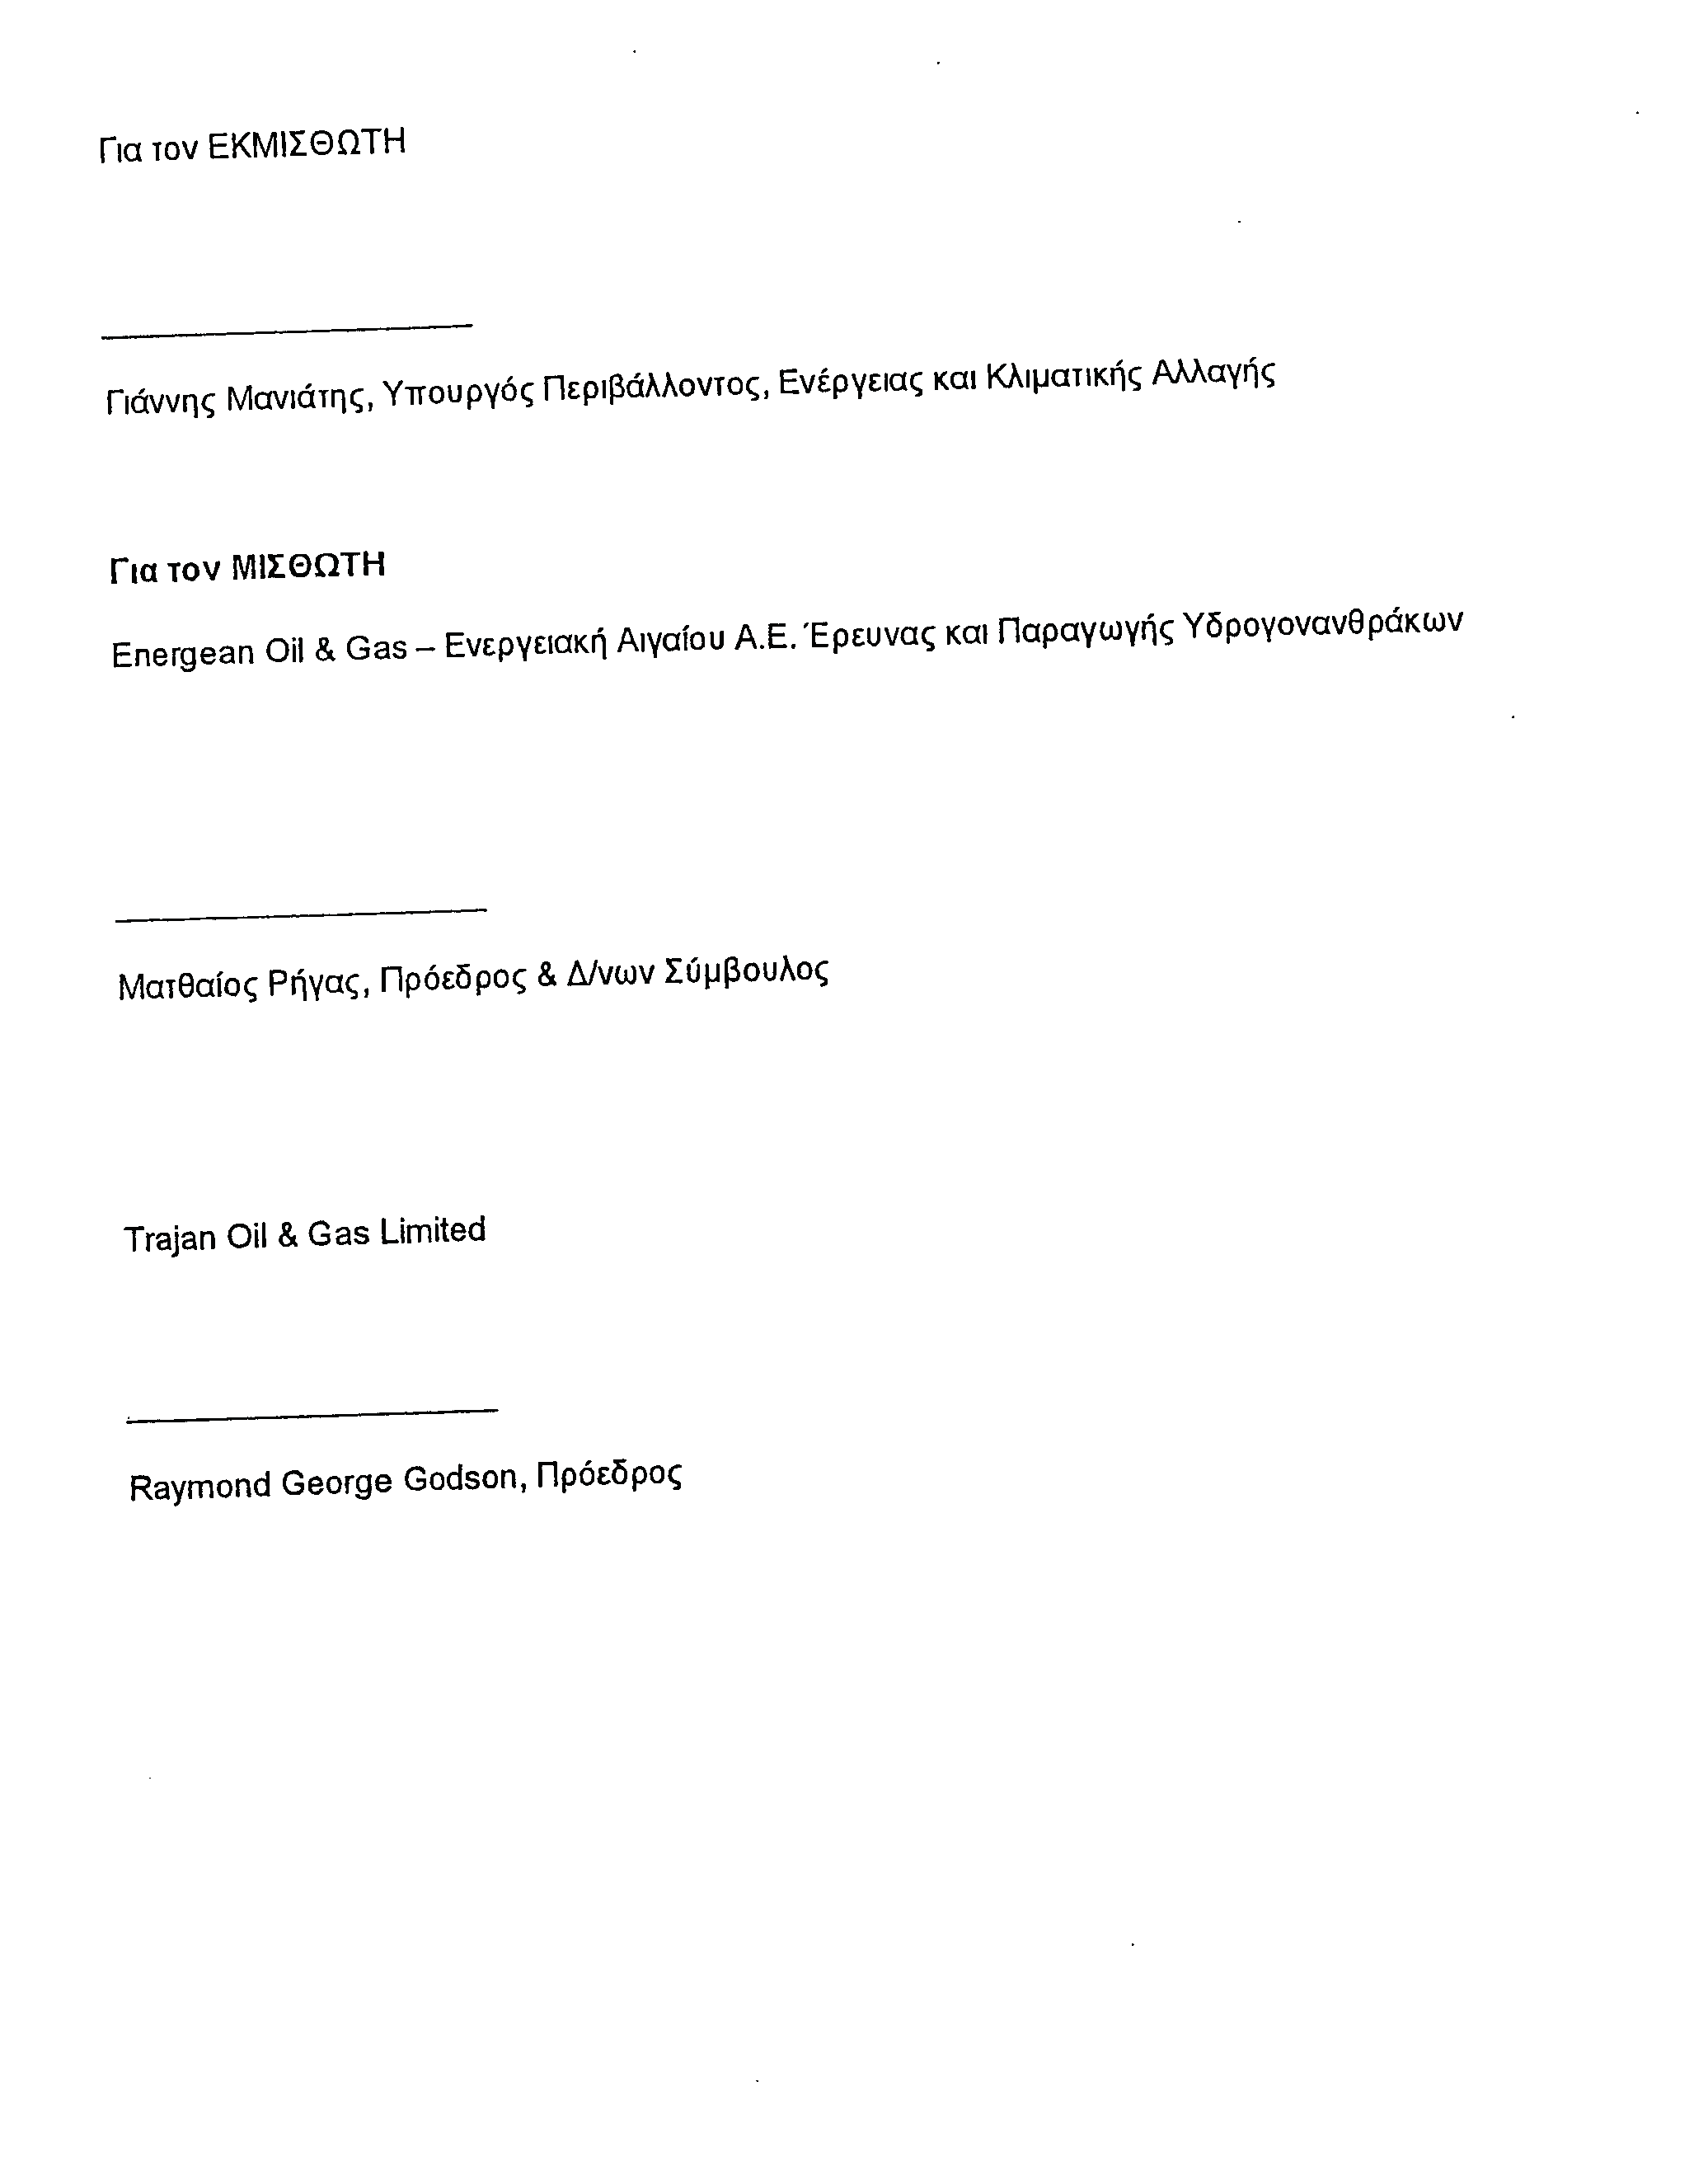 Για τον ΕΚΜΙΣΘΩΤΗ
Γιάννης Μανιάτης, Υπουργός Περιβάλλοντος, Ενέργειας και Κλιματικής Αλλαγής
Για τον ΜΙΣΘΩΤΗ
Energean Oil & Gas – Ενεργειακή Αιγαίου Α.Ε. Έρευνας και Παραγωγής Υδρογονανθράκων
Ματθαίος Ρήγας, Πρόεδρος & Δ/νων Σύμβουλος
Trajan Oil & Gas Limited
Raymond George Godson, Πρόεδρος